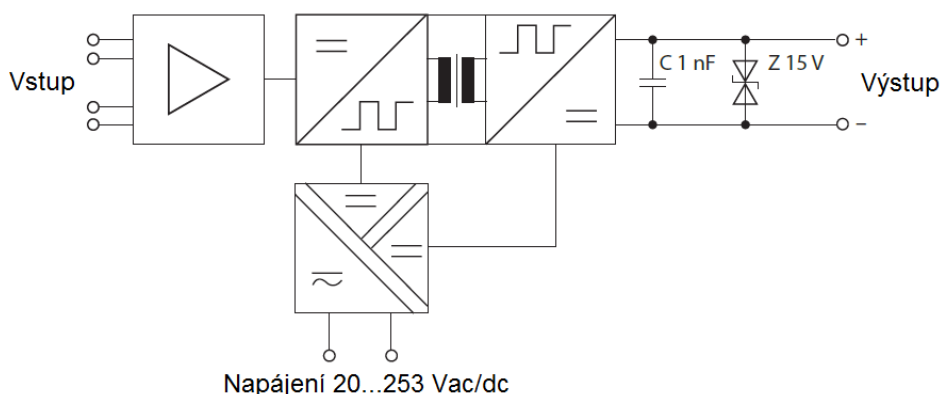 Vstup
C 1 nF
Z 15 V
+
Výstup
−
Napájení 20...253 Vac/dc